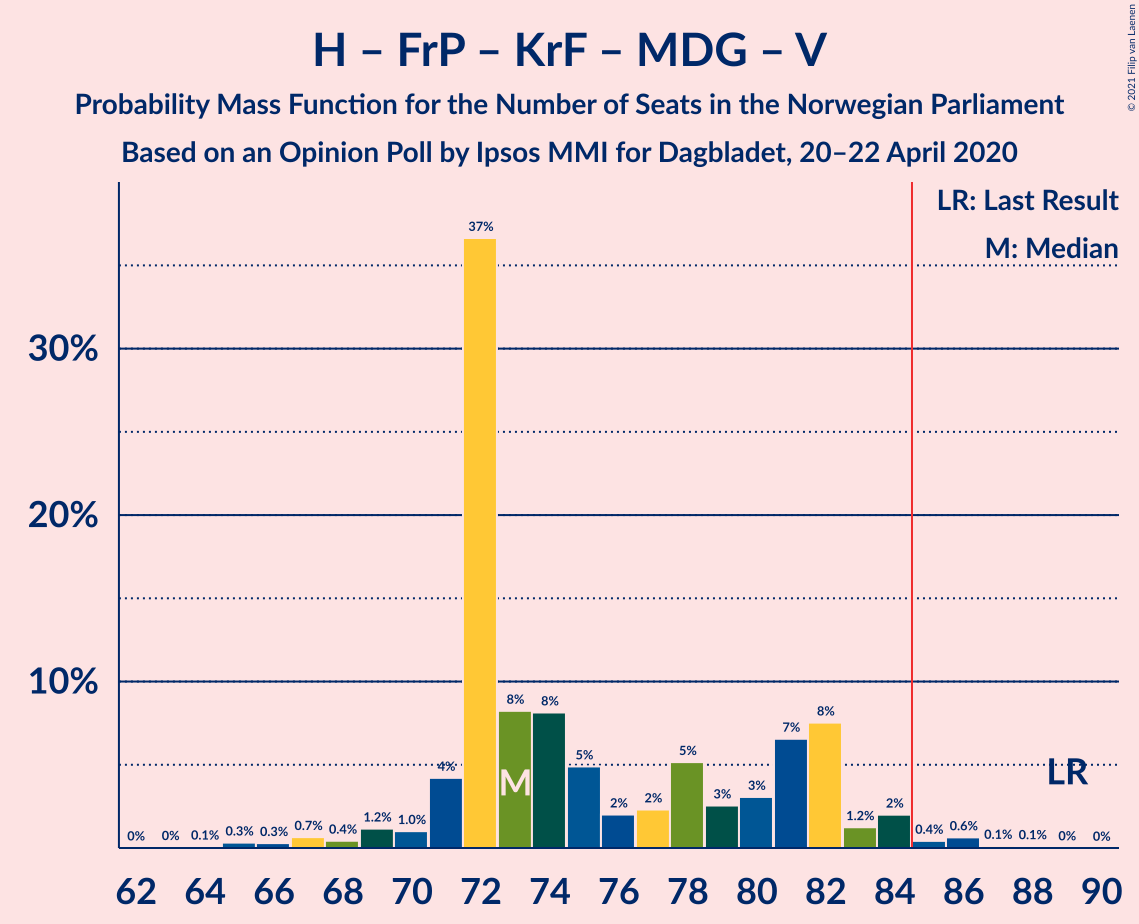 H – FrP – KrF – MDG – V
Probability Mass Function for the Number of Seats in the Norwegian Parliament
Based on an Opinion Poll by Ipsos MMI for Dagbladet, 20–22 April 2020
© 2021 Filip van Laenen
LR: Last Result
M: Median
30%
20%
10%
0% 0% 0.1% 0.3% 0.3% 0.7% 0.4% 1.2% 1.0% 4% 37% 8% 8% 5% 2% 2% 5% 3% 3% 7% 8% 1.2% 2% 0.4% 0.6% 0.1% 0.1% 0% 0%
M
LR
62 64 66 68 70 72 74 76 78 80 82 84 86 88 90